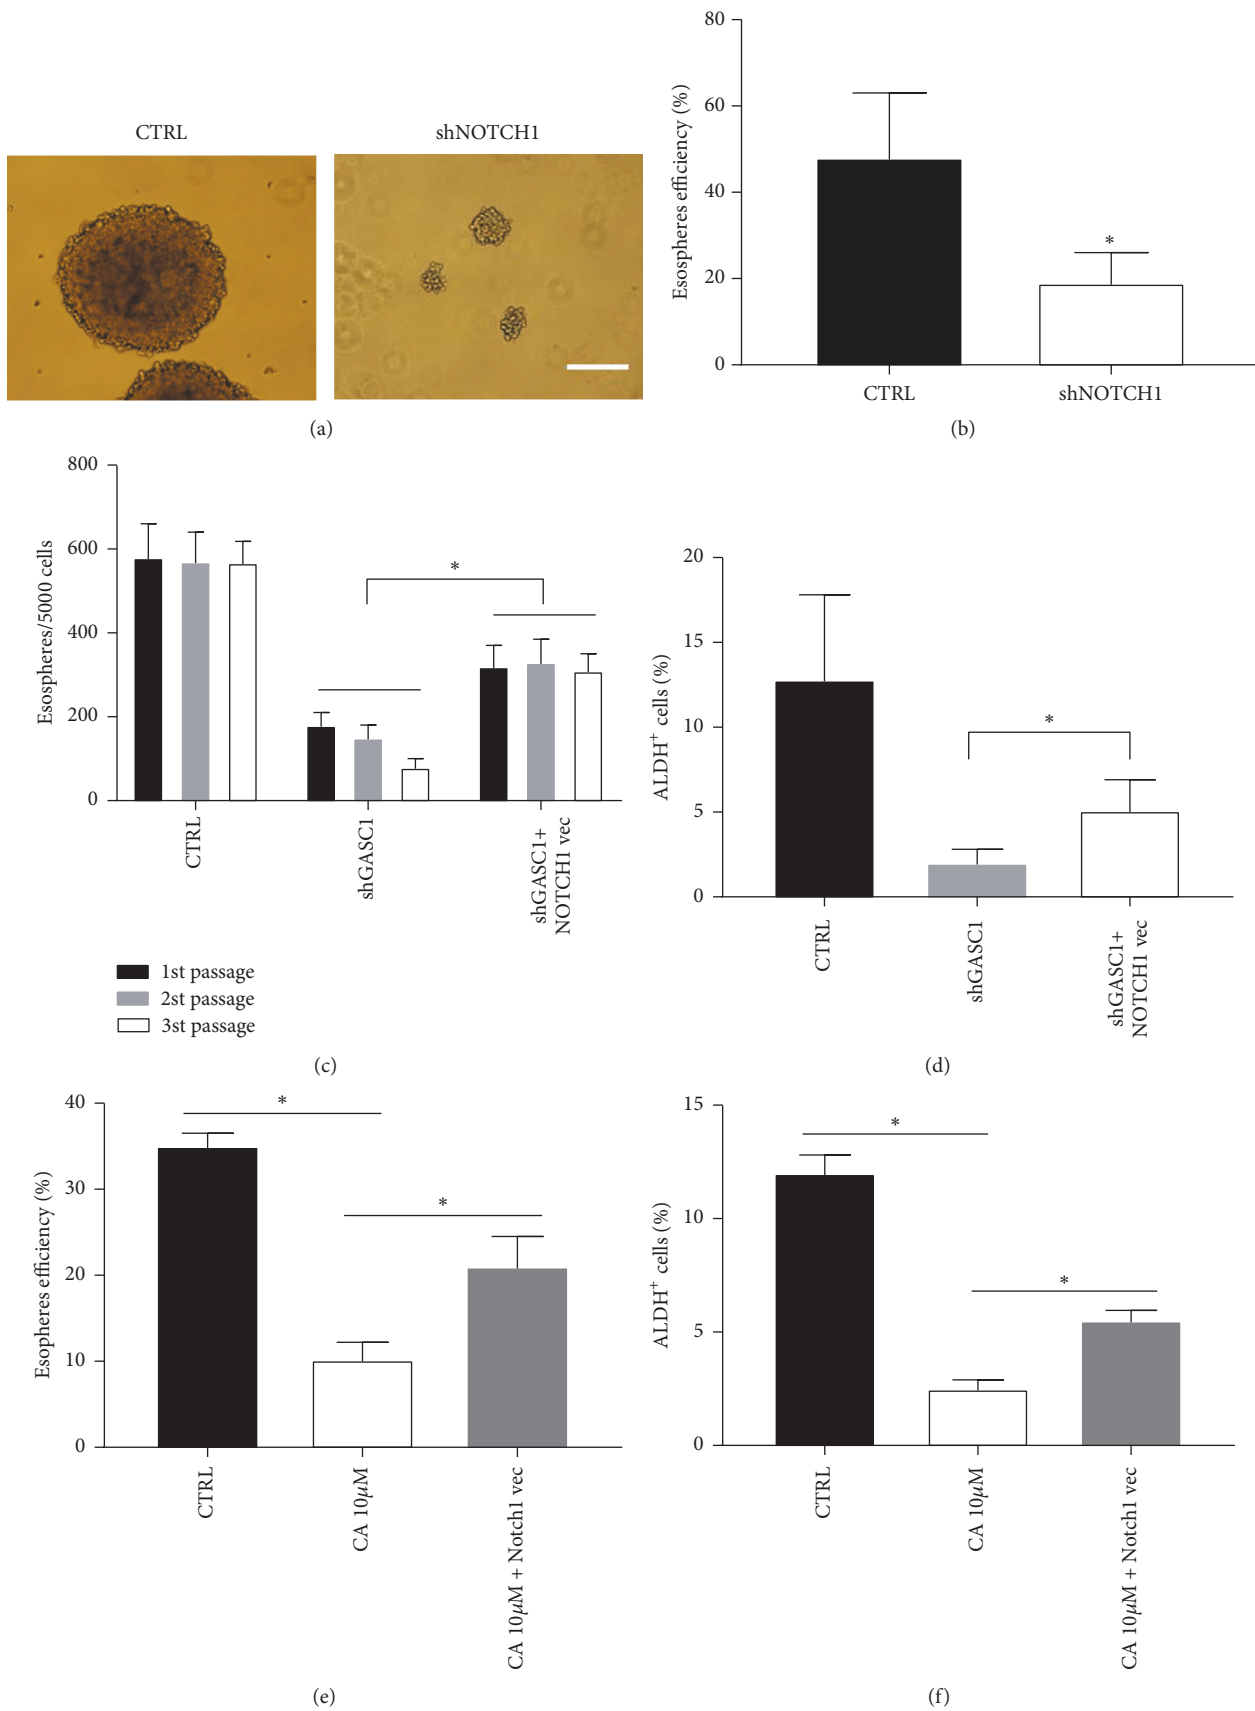 CTRL
shNOTCH1
(a)
80
60
40
20
0
Esospheres efficiency (%)
*
CTRL
shNOTCH1
(b)
800
600
400
200
0
Esospheres/5000 cells
*
CTRL
shGASC1
shGASC1+
NOTCH1 vec
1st passage
2st passage
3st passage
(c)
20
15
10
5
0
ALDH+ cells (%)
*
CTRL
shGASC1
shGASC1+
NOTCH1 vec
(d)
40
30
20
10
0
Esopheres efficiency (%)
*
*
CTRL
CA 10μM
CA 10μM + Notch1 vec
(e)
15
10
5
0
ALDH+ cells (%)
*
*
CTRL
CA 10μM
CA 10μM + Notch1 vec
(f)